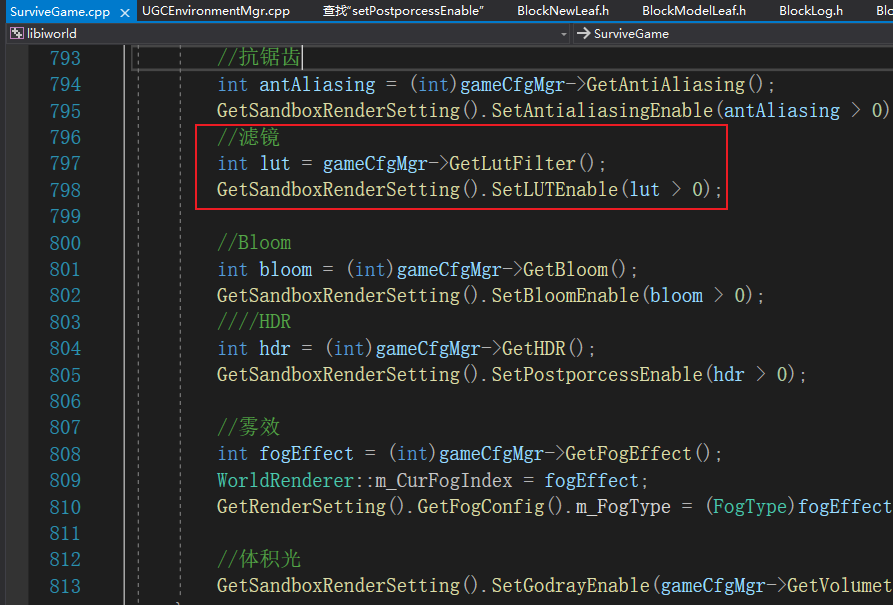 SurviveGame.cpp × UGCEnvironmentMgr.cpp 查找"setPostporcessEnable" BlockNewLeaf.h BlockModelLeaf.h BlockLog.h Blo
libiworld SurviveGame
793 //抗锯齿
794 int antAliasing = (int)gameCfgMgr->GetAntiAliasing();
795 GetSandboxRenderSetting().SetAntialiasingEnable(antAliasing > 0)
796 //滤镜
797 int lut = gameCfgMgr->GetLutFilter();
798 GetSandboxRenderSetting().SetLUTEnable(lut > 0);
799
800 //Bloom
801 int bloom = (int)gameCfgMgr->GetBloom();
802 GetSandboxRenderSetting().SetBloomEnable(bloom > 0);
803 ////HDR
804 int hdr = (int)gameCfgMgr->GetHDR();
805 GetSandboxRenderSetting().SetPostporcessEnable(hdr > 0);
806
807 //雾效
808 int fogEffect = (int)gameCfgMgr->GetFogEffect();
809 WorldRenderer::m_CurFogIndex = fogEffect;
810 GetRenderSetting().GetFogConfig().m_FogType = (FogType)fogEffect
811
812 //体积光
813 GetSandboxRenderSetting().SetGodrayEnable(gameCfgMgr->GetVolumet